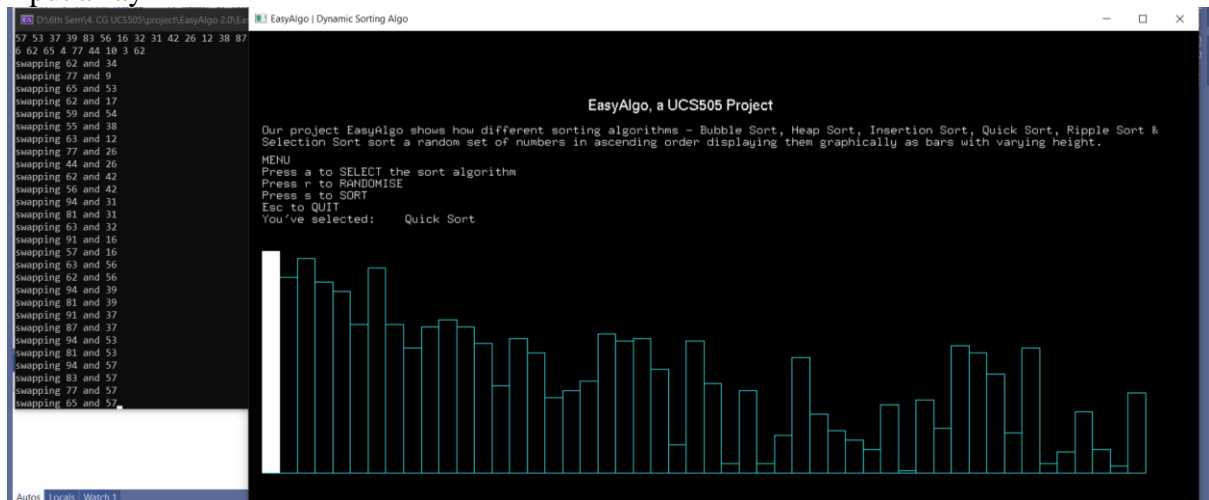 D:\6th Sem\4. CG UCS505\project\EasyAlgo 2.0\Ea
57 53 37 39 83 56 16 32 31 42 26 12 38 87
6 62 65 4 77 44 10 3 62
swapping 62 and 34
swapping 77 and 9
swapping 65 and 53
swapping 62 and 17
swapping 59 and 54
swapping 55 and 38
swapping 63 and 12
swapping 77 and 26
swapping 44 and 26
swapping 62 and 42
swapping 56 and 42
swapping 94 and 31
swapping 81 and 31
swapping 63 and 32
swapping 91 and 16
swapping 57 and 16
swapping 63 and 56
swapping 62 and 56
swapping 94 and 39
swapping 81 and 39
swapping 91 and 37
swapping 87 and 37
swapping 94 and 53
swapping 81 and 53
swapping 94 and 57
swapping 83 and 57
swapping 77 and 57
swapping 65 and 57
Autos Locals Watch 1
EasyAlgo | Dynamic Sorting Algo
EasyAlgo, a UCS505 Project
Our project EasyAlgo shows how different sorting algorithms - Bubble Sort, Heap Sort, Insertion Sort, Quick Sort, Ripple Sort &
Selection Sort sort a random set of numbers in ascending order displaying them graphically as bars with varying height.
MENU
Press a to SELECT the sort algorithm
Press r to RANDOMISE
Press s to SORT
Esc to QUIT
You've selected: Quick Sort